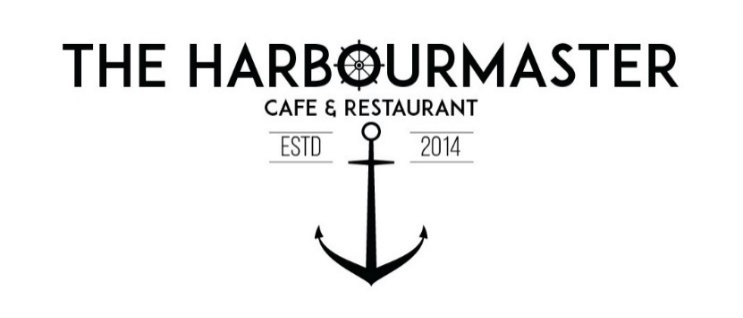 THE HARBOURMASTER
CAFE & RESTAURANT
ESTD 2014